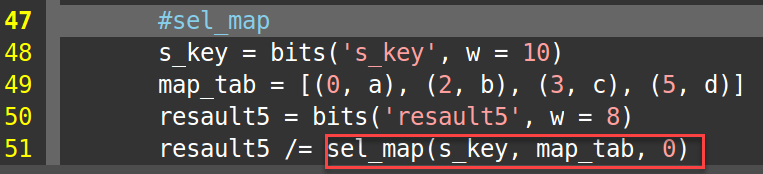 47 #sel_map
48 s_key = bits('s_key', w = 10)
49 map_tab = [(0, a), (2, b), (3, c), (5, d)]
50 resault5 = bits('resault5', w = 8)
51 resault5 /= sel_map(s_key, map_tab, 0)